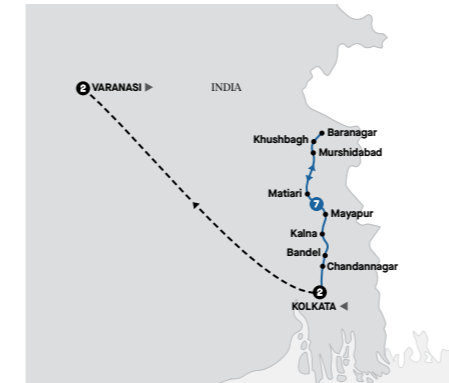 2 VARANASI ▶
INDIA
Baranagar
Khushbagh
Murshidabad
Matiari
7
Mayapur
Kalna
Bandel
Chandannagar
2
KOLKATA ◀